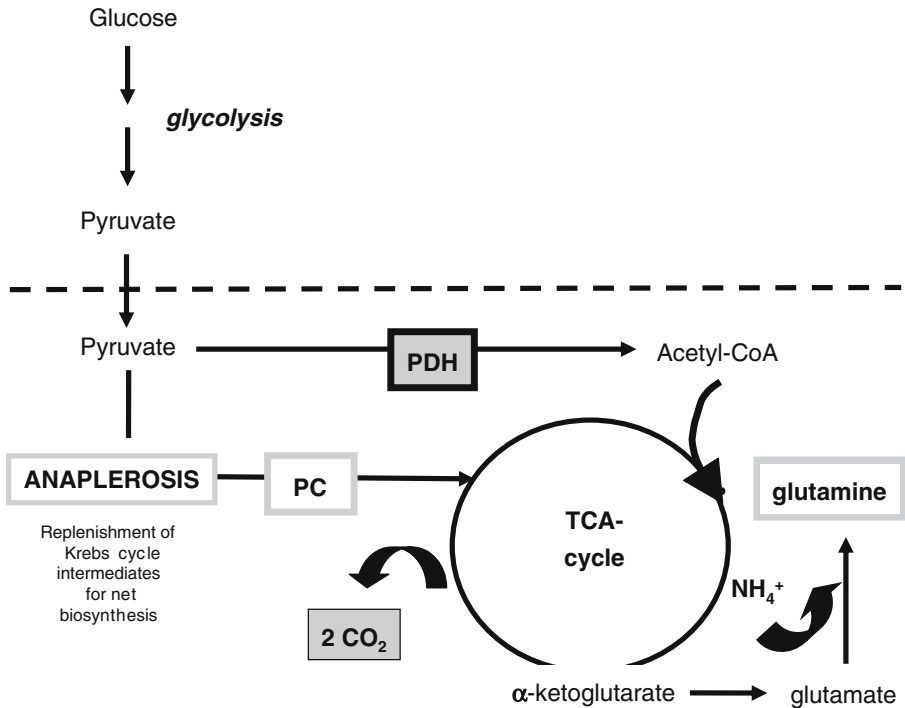 Glucose
glycolysis
Pyruvate
Pyruvate
PDH
Acetyl-CoA
ANAPLEROSIS
PC
Replenishment of
Krebs cycle
intermediates
for net
biosynthesis
TCA-
cycle
glutamine
NH₄⁺
2 CO₂
α-ketoglutarate
glutamate